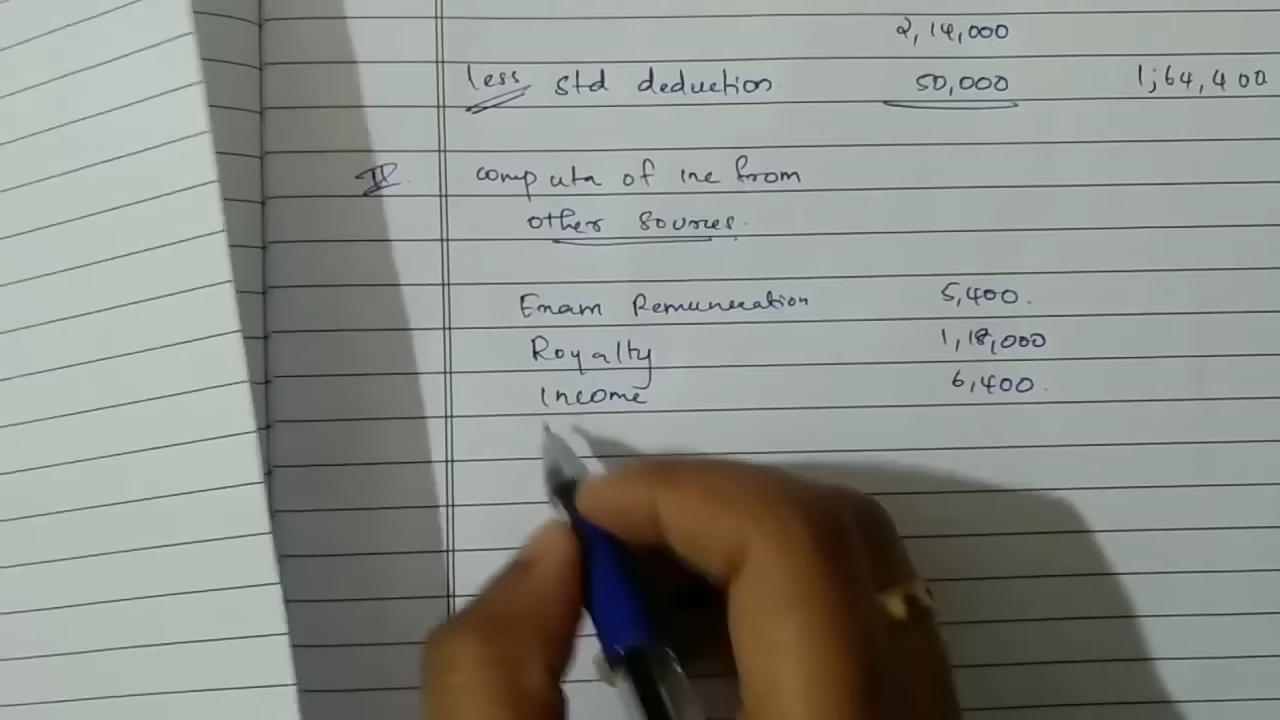 2,14,000
less std deduction 50,000 1,64,400
II. computn of inc from
other sources.
Exam Remuneration 5,400.
Royalty 1,18,000
Income 6,400.